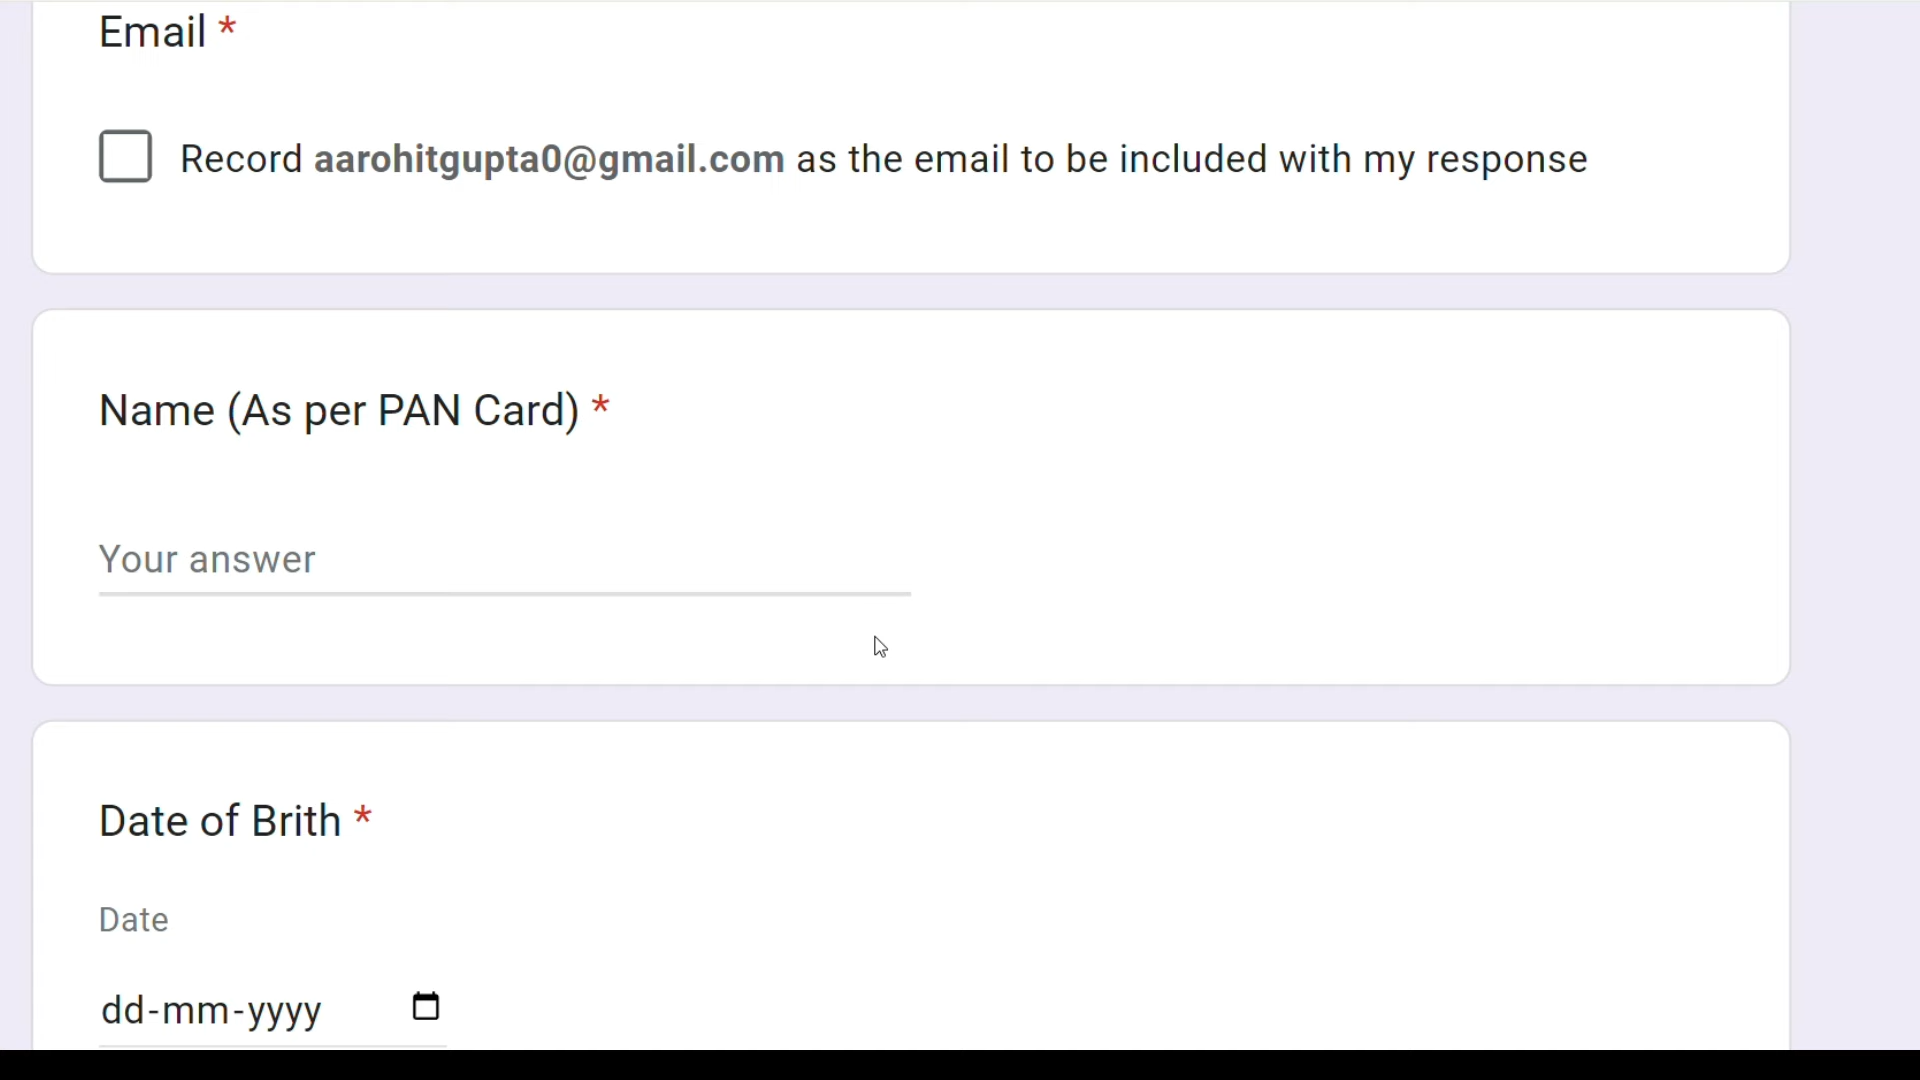 Email *
Record aarohitgupta0@gmail.com as the email to be included with my response
Name (As per PAN Card) *
Your answer
Date of Brith *
Date
dd-mm-yyyy